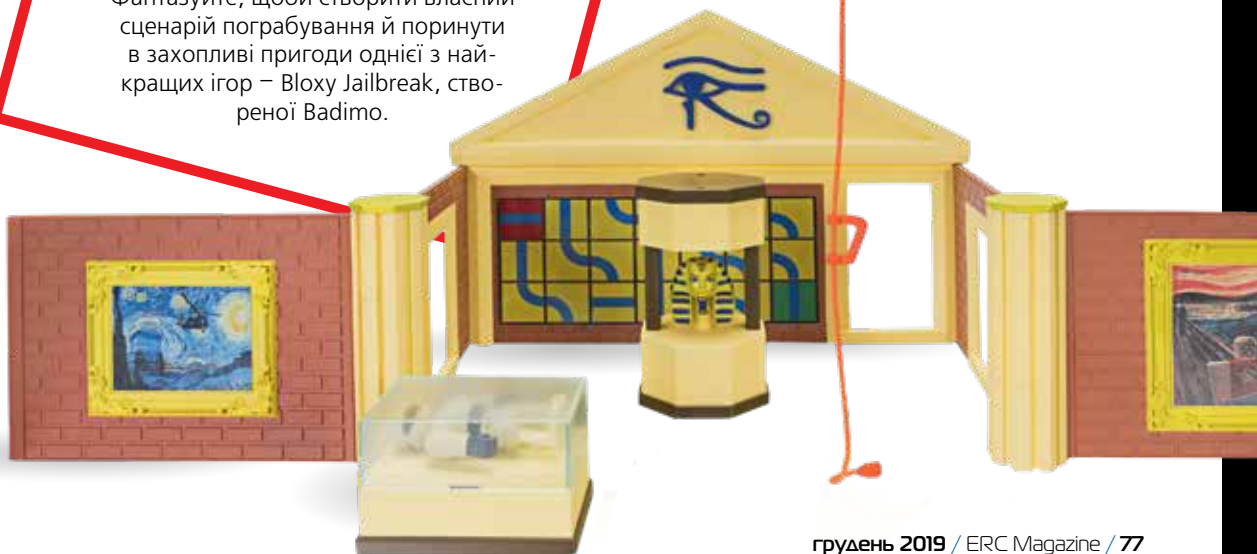 Фантазуйте, щоби створити власний
сценарій пограбування й поринути
в захопливі пригоди однієї з най-
кращих ігор – Bloxy Jailbreak, ство-
реної Badimo.
грудень 2019 / ERC Magazine / 77